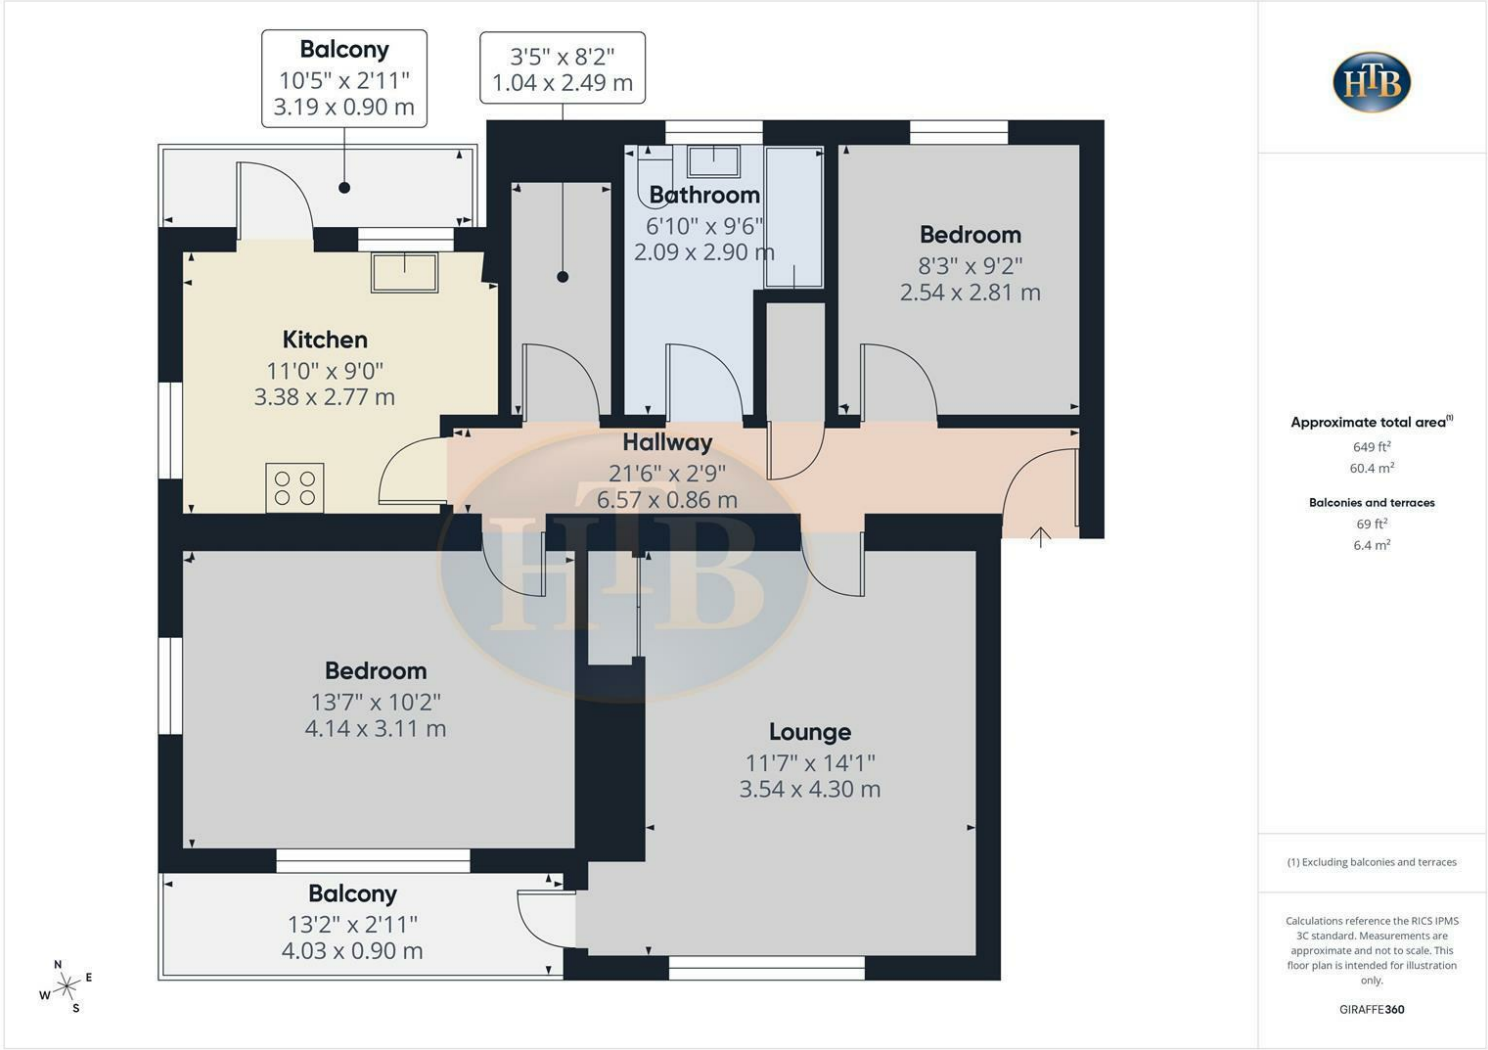 Balcony
10'5" x 2'11"
3.19 x 0.90 m
3'5" x 8'2"
1.04 x 2.49 m
HTB
Bathroom
6'10" x 9'6"
2.09 x 2.90 m
Bedroom
8'3" x 9'2"
2.54 x 2.81 m
Kitchen
11'0" x 9'0"
3.38 x 2.77 m
Hallway
21'6" x 2'9"
6.57 x 0.86 m
HTB
Bedroom
13'7" x 10'2"
4.14 x 3.11 m
Lounge
11'7" x 14'1"
3.54 x 4.30 m
Balcony
13'2" x 2'11"
4.03 x 0.90 m
N
E
W
S
Approximate total area(1)
649 ft²
60.4 m²
Balconies and terraces
69 ft²
6.4 m²
(1) Excluding balconies and terraces
Calculations reference the RICS IPMS
3C standard. Measurements are
approximate and not to scale. This
floor plan is intended for illustration
only.
GIRAFFE360